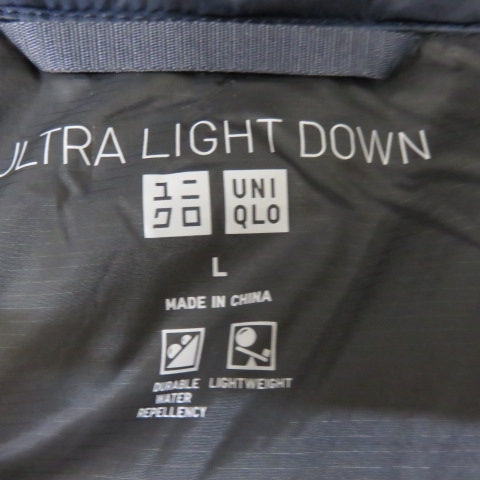 ULTRA LIGHT DOWN
ユニ UNI
クロ QLO
L
MADE IN CHINA
DURABLE LIGHTWEIGHT
WATER
REPELLENCY